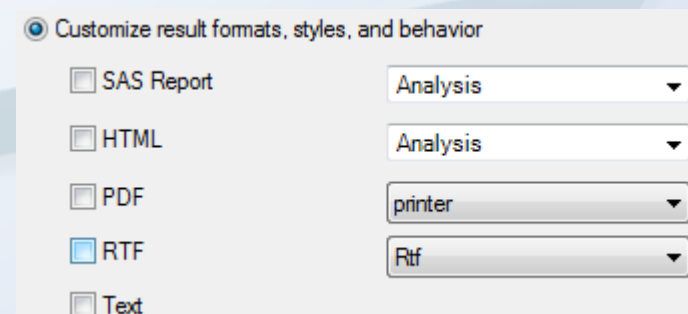 Customize result formats, styles, and behavior
SAS Report Analysis
HTML Analysis
PDF printer
RTF Rtf
Text